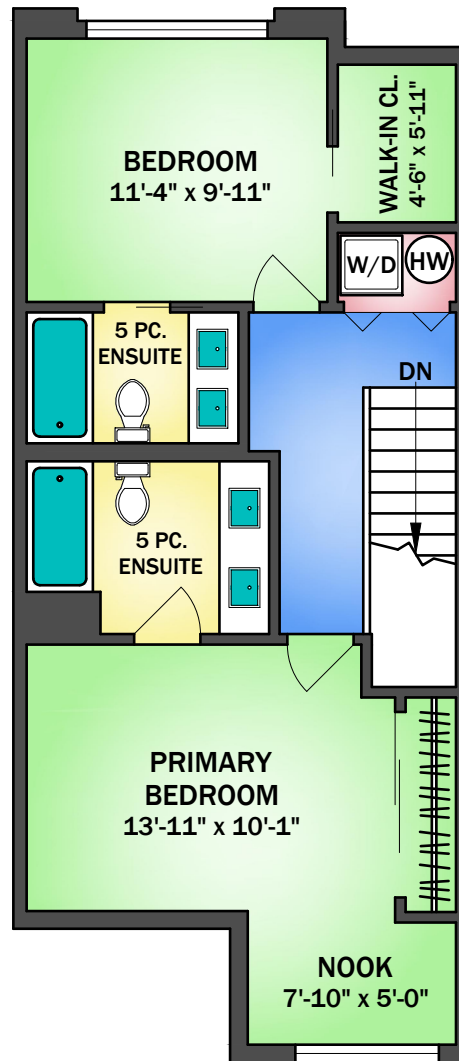 BEDROOM
11'-4" x 9'-11"
WALK-IN CL.
4'-6" x 5'-11"
W/D
HW
5 PC.
ENSUITE
DN
5 PC.
ENSUITE
PRIMARY
BEDROOM
13'-11" x 10'-1"
NOOK
7'-10" x 5'-0"